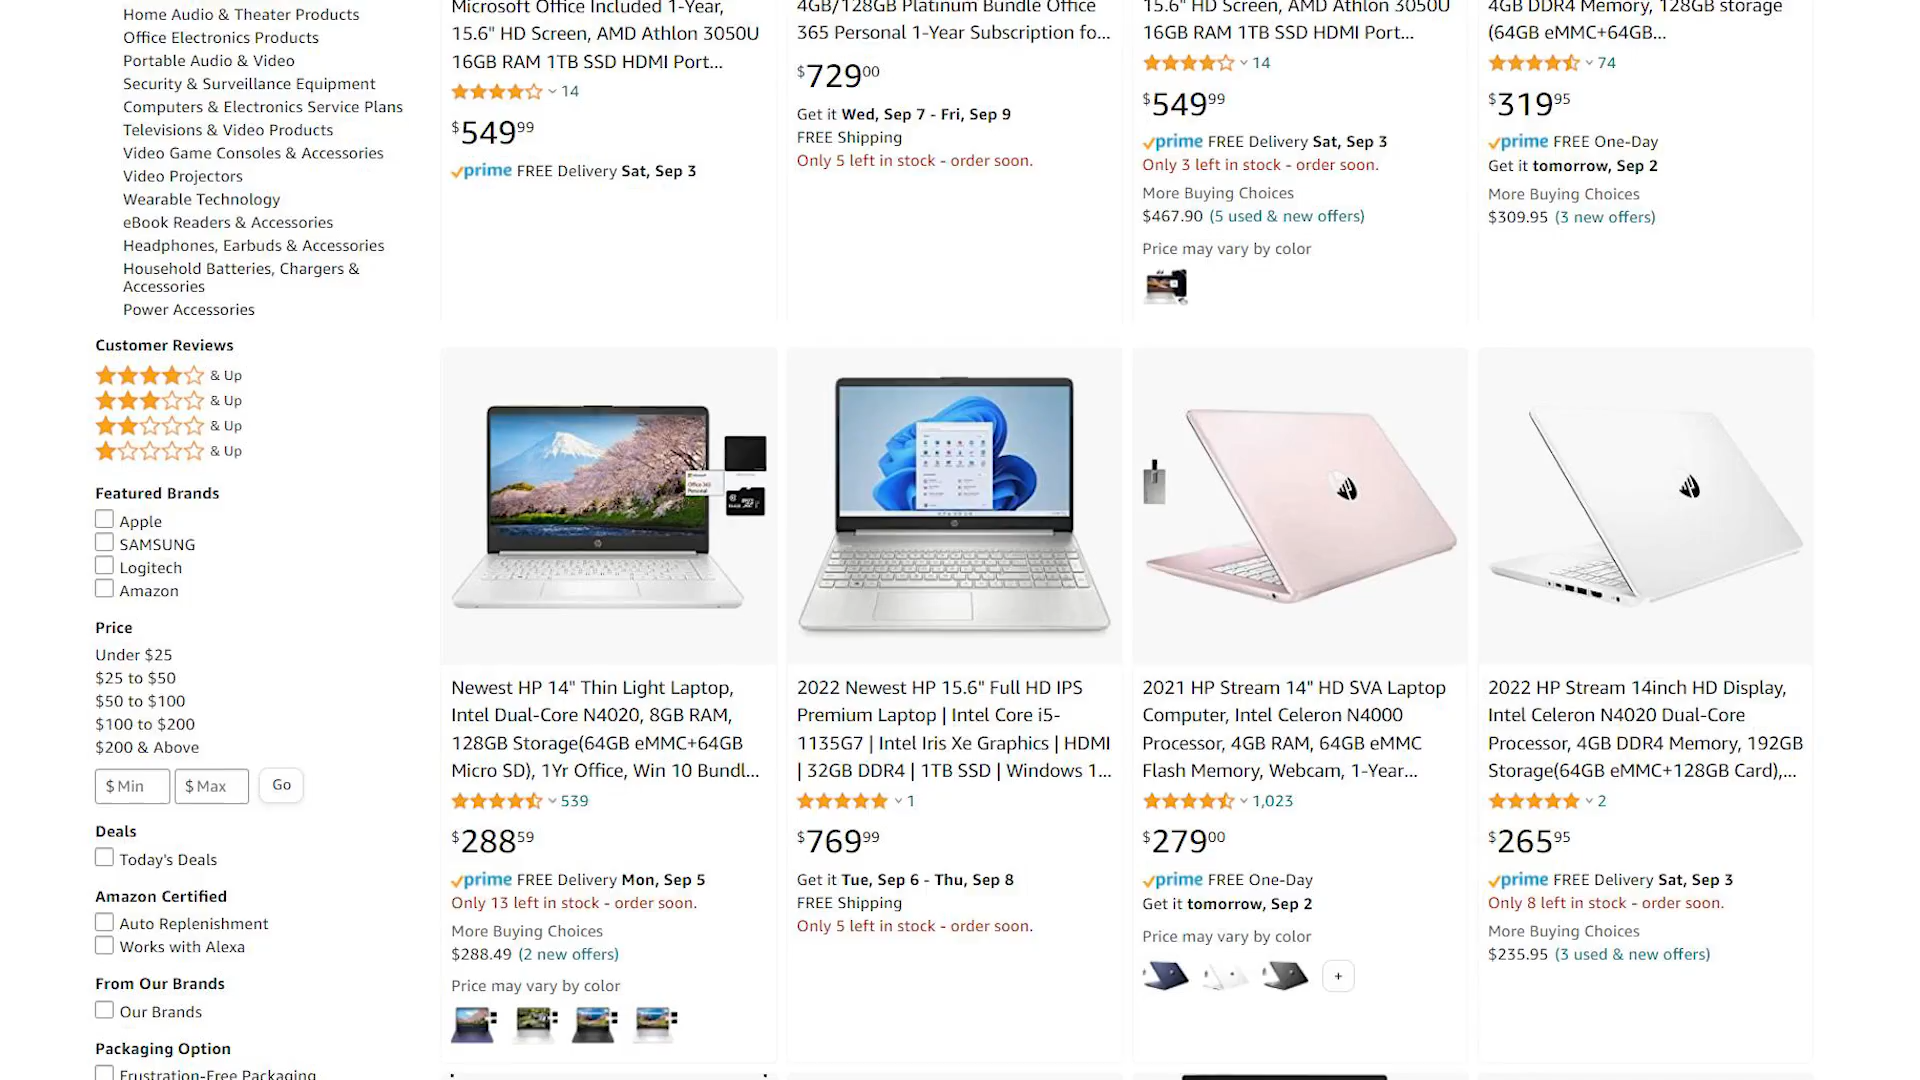 Home Audio & Theater Products
Office Electronics Products
Portable Audio & Video
Security & Surveillance Equipment
Computers & Electronics Service Plans
Televisions & Video Products
Video Game Consoles & Accessories
Video Projectors
Wearable Technology
eBook Readers & Accessories
Headphones, Earbuds & Accessories
Household Batteries, Chargers &
Accessories
Power Accessories
Customer Reviews
& Up
& Up
& Up
& Up
Featured Brands
Apple
SAMSUNG
Logitech
Amazon
Price
Under $25
$25 to $50
$50 to $100
$100 to $200
$200 & Above
$ Min $ Max Go
Deals
Today's Deals
Amazon Certified
Auto Replenishment
Works with Alexa
From Our Brands
Our Brands
Packaging Option
Frustration-Free Packaging
Microsoft Office Included 1-Year,
15.6" HD Screen, AMD Athlon 3050U
16GB RAM 1TB SSD HDMI Port...
14
$54999
prime FREE Delivery Sat, Sep 3
4GB/128GB Platinum Bundle Office
365 Personal 1-Year Subscription fo...
$72900
Get it Wed, Sep 7 - Fri, Sep 9
FREE Shipping
Only 5 left in stock - order soon.
15.6" HD Screen, AMD Athlon 3050U
16GB RAM 1TB SSD HDMI Port...
14
$54999
prime FREE Delivery Sat, Sep 3
Only 3 left in stock - order soon.
More Buying Choices
$467.90 (5 used & new offers)
Price may vary by color
4GB DDR4 Memory, 128GB storage
(64GB eMMC+64GB...
74
$31995
prime FREE One-Day
Get it tomorrow, Sep 2
More Buying Choices
$309.95 (3 new offers)
Office 365
Personal
Newest HP 14" Thin Light Laptop,
Intel Dual-Core N4020, 8GB RAM,
128GB Storage(64GB eMMC+64GB
Micro SD), 1Yr Office, Win 10 Bundl...
539
$28859
prime FREE Delivery Mon, Sep 5
Only 13 left in stock - order soon.
More Buying Choices
$288.49 (2 new offers)
Price may vary by color
2022 Newest HP 15.6" Full HD IPS
Premium Laptop | Intel Core i5-
1135G7 | Intel Iris Xe Graphics | HDMI
| 32GB DDR4 | 1TB SSD | Windows 1...
1
$76999
Get it Tue, Sep 6 - Thu, Sep 8
FREE Shipping
Only 5 left in stock - order soon.
hp
2021 HP Stream 14" HD SVA Laptop
Computer, Intel Celeron N4000
Processor, 4GB RAM, 64GB eMMC
Flash Memory, Webcam, 1-Year...
1,023
$27900
prime FREE One-Day
Get it tomorrow, Sep 2
Price may vary by color
+
hp
2022 HP Stream 14inch HD Display,
Intel Celeron N4020 Dual-Core
Processor, 4GB DDR4 Memory, 192GB
Storage(64GB eMMC+128GB Card),...
2
$26595
prime FREE Delivery Sat, Sep 3
Only 8 left in stock - order soon.
More Buying Choices
$235.95 (3 used & new offers)